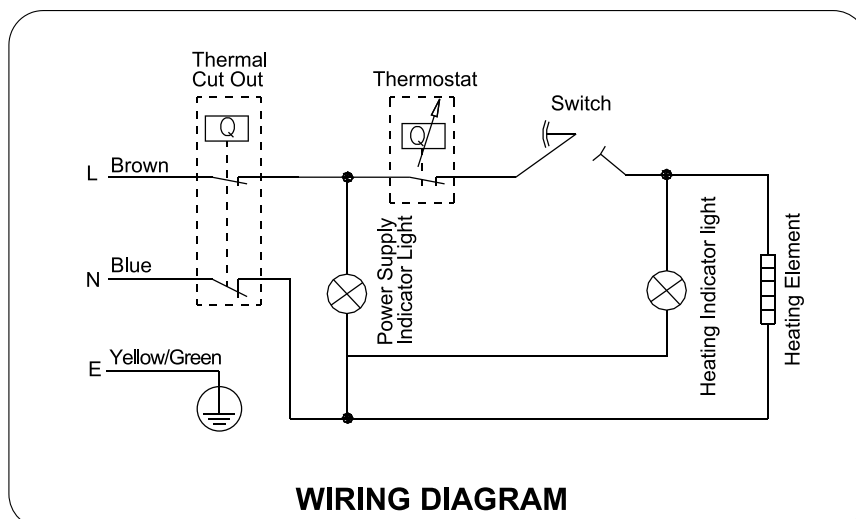 Thermal
Cut Out
Thermostat
Switch
Q
Q
L
Brown
N
Blue
E
Yellow/Green
Power Supply
Indicator Light
Heating Indicator light
Heating Element
WIRING DIAGRAM